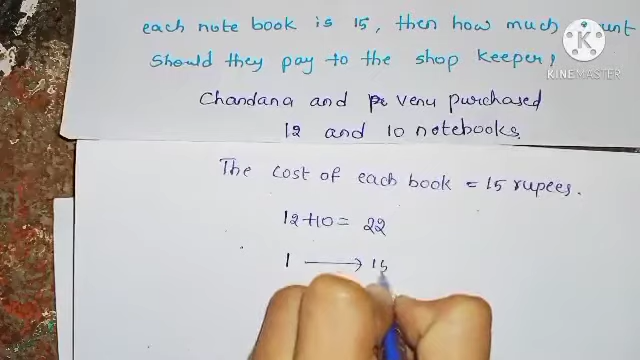 each note book is 15, then how much
Should they pay to the shop keeper?
KINEMASTER
Chandana and venu purchased
12 and 10 notebooks.
The cost of each book = 15 rupees.
12+10 = 22
1 → 15